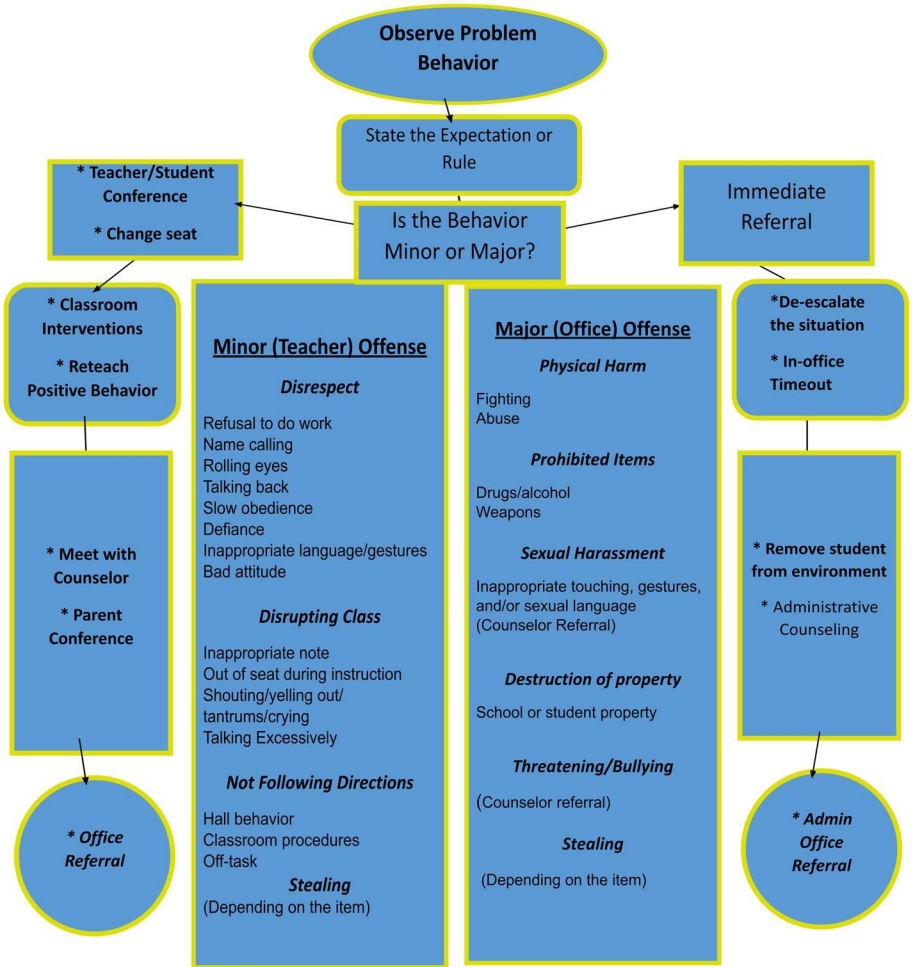 Observe Problem
Behavior
State the Expectation or
Rule
Is the Behavior
Minor or Major?
* Teacher/Student
Conference
* Change seat
* Classroom
Interventions
* Reteach
Positive Behavior
* Meet with
Counselor
* Parent
Conference
* Office
Referral
Minor (Teacher) Offense
Disrespect
Refusal to do work
Name calling
Rolling eyes
Talking back
Slow obedience
Defiance
Inappropriate language/gestures
Bad attitude
Disrupting Class
Inappropriate note
Out of seat during instruction
Shouting/yelling out/
tantrums/crying
Talking Excessively
Not Following Directions
Hall behavior
Classroom procedures
Off-task
Stealing
(Depending on the item)
Major (Office) Offense
Physical Harm
Fighting
Abuse
Prohibited Items
Drugs/alcohol
Weapons
Sexual Harassment
Inappropriate touching, gestures,
and/or sexual language
(Counselor Referral)
Destruction of property
School or student property
Threatening/Bullying
(Counselor referral)
Stealing
(Depending on the item)
Immediate
Referral
*De-escalate
the situation
* In-office
Timeout
* Remove student
from environment
* Administrative
Counseling
* Admin
Office
Referral